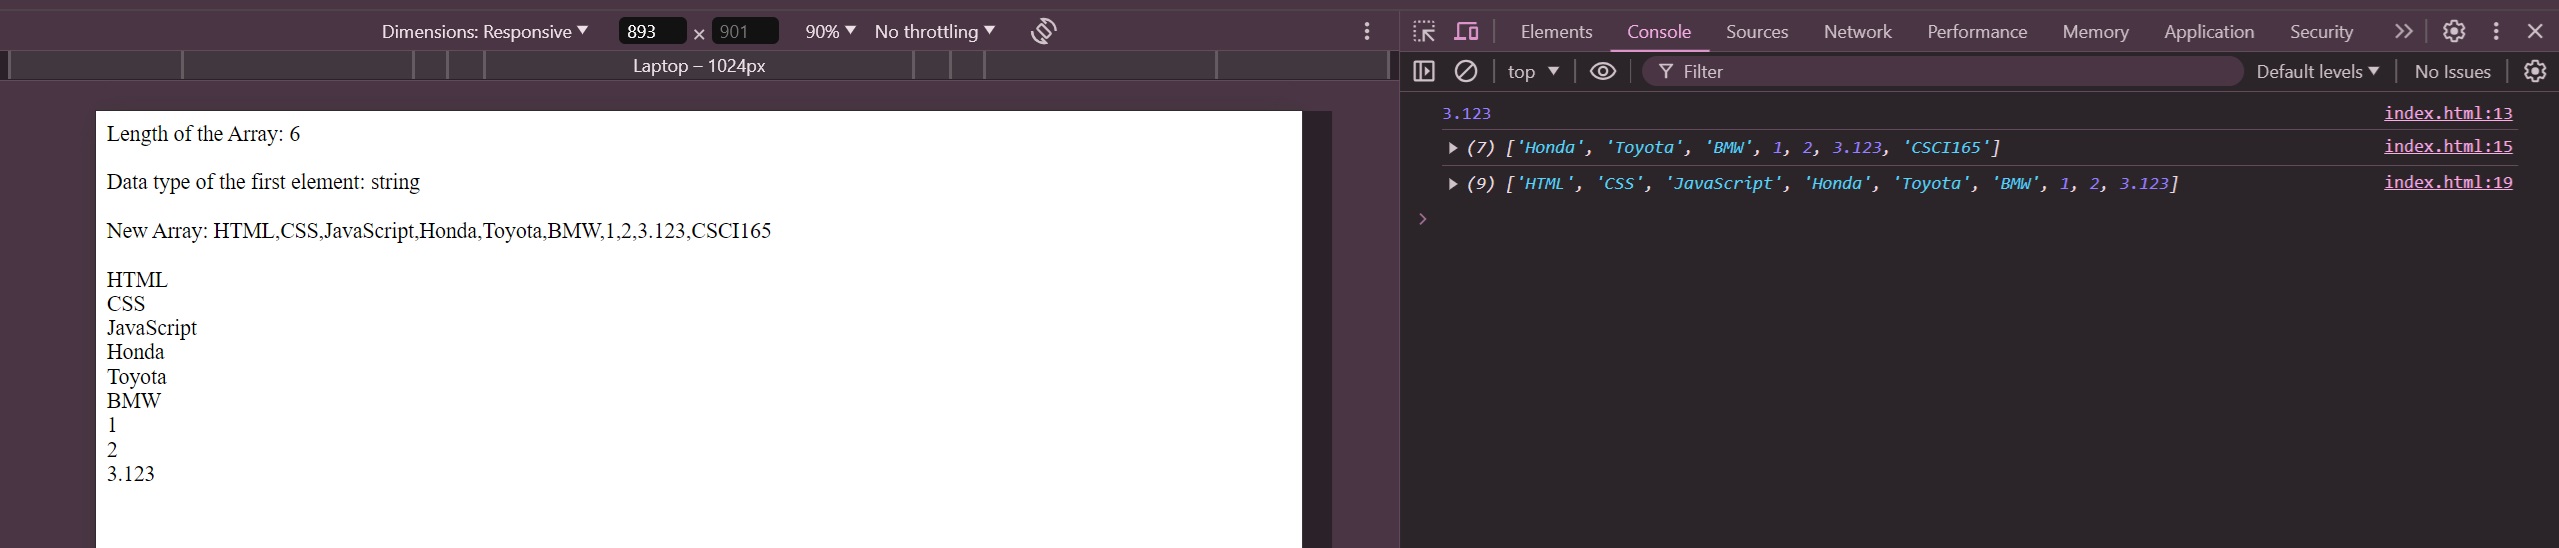 Dimensions: Responsive ▼ 893 × 901 90% ▼ No throttling ▼
Laptop – 1024px
Length of the Array: 6
Data type of the first element: string
New Array: HTML,CSS,JavaScript,Honda,Toyota,BMW,1,2,3.123,CSCI165
HTML
CSS
JavaScript
Honda
Toyota
BMW
1
2
3.123
Elements Console Sources Network Performance Memory Application Security
top ▼ Filter Default levels ▼ No Issues
3.123 index.html:13
(7) ['Honda', 'Toyota', 'BMW', 1, 2, 3.123, 'CSCI165'] index.html:15
(9) ['HTML', 'CSS', 'JavaScript', 'Honda', 'Toyota', 'BMW', 1, 2, 3.123] index.html:19